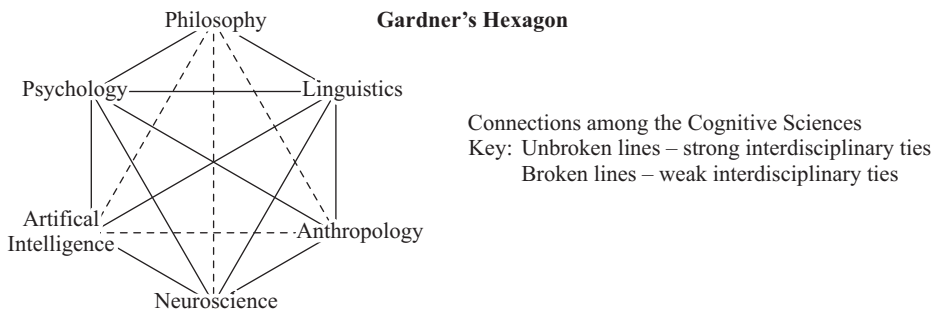 Philosophy
Gardner’s Hexagon
Psychology
Linguistics
Connections among the Cognitive Sciences
Key: Unbroken lines – strong interdisciplinary ties
Broken lines – weak interdisciplinary ties
Artifical
Intelligence
Anthropology
Neuroscience